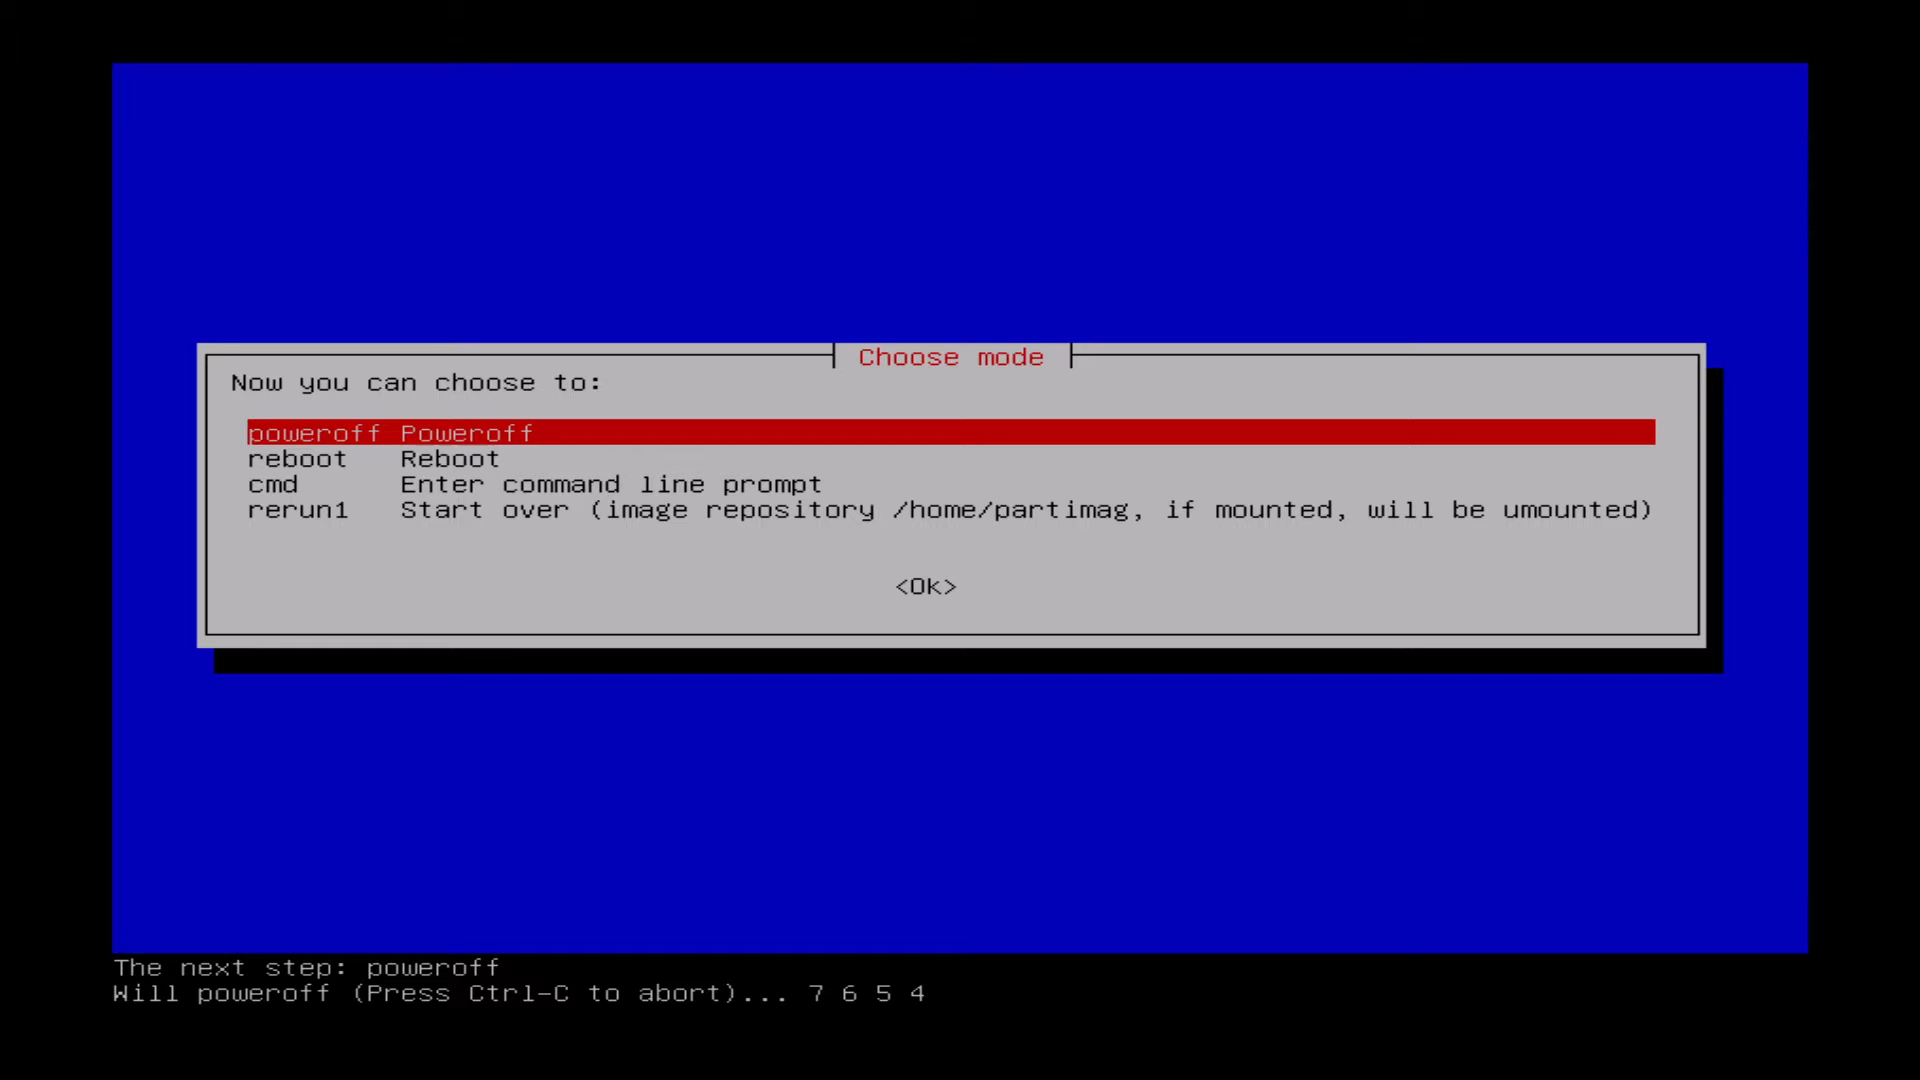 Choose mode
Now you can choose to:
poweroff Poweroff
reboot Reboot
cmd Enter command line prompt
rerun1 Start over (image repository /home/partimag, if mounted, will be umounted)
<Ok>
The next step: poweroff
Will poweroff (Press Ctrl-C to abort)... 7 6 5 4